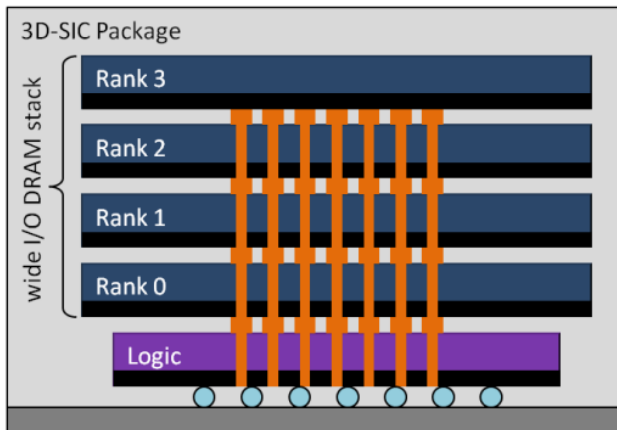 3D-SIC Package
wide I/O DRAM stack
Rank 3
Rank 2
Rank 1
Rank 0
Logic